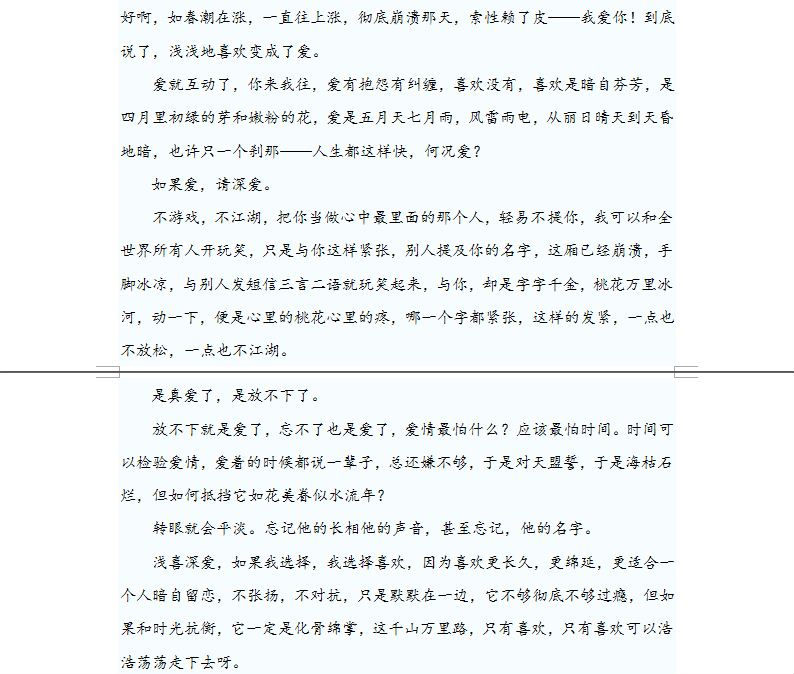 好啊，如春潮在涨，一直往上涨，彻底崩溃那天，索性赖了皮——我爱你！到底
说了，浅浅地喜欢变成了爱。
爱就互动了，你来我往，爱有抱怨有纠缠，喜欢没有，喜欢是暗自芬芳，是
四月里初绿的芽和嫩粉的花，爱是五月天七月雨，风雷雨电，从丽日晴天到天昏
地暗，也许只一个刹那——人生都这样快，何况爱？
如果爱，请深爱。
不游戏，不江湖，把你当做心中最里面的那个人，轻易不提你，我可以和全
世界所有人开玩笑，只是与你这样紧张，别人提及你的名字，这厢已经崩溃，手
脚冰凉，与别人发短信三言二语就玩笑起来，与你，却是字字千金，桃花万里冰
河，动一下，便是心里的桃花心里的疼，哪一个字都紧张，这样的发紧，一点也
不放松，一点也不江湖。
是真爱了，是放不下了。
放不下就是爱了，忘不了也是爱了，爱情最怕什么？应该最怕时间。时间可
以检验爱情，爱着的时候都说一辈子，总还嫌不够，于是对天盟誓，于是海枯石
烂，但如何抵挡它如花美眷似水流年？
转眼就会平淡。忘记他的长相他的声音，甚至忘记，他的名字。
浅喜深爱，如果我选择，我选择喜欢，因为喜欢更长久，更绵延，更适合一
个人暗自留恋，不张扬，不对抗，只是默默在一边，它不够彻底不够过瘾，但如
果和时光抗衡，它一定是化骨绵掌，这千山万里路，只有喜欢，只有喜欢可以浩
浩荡荡走下去呀。